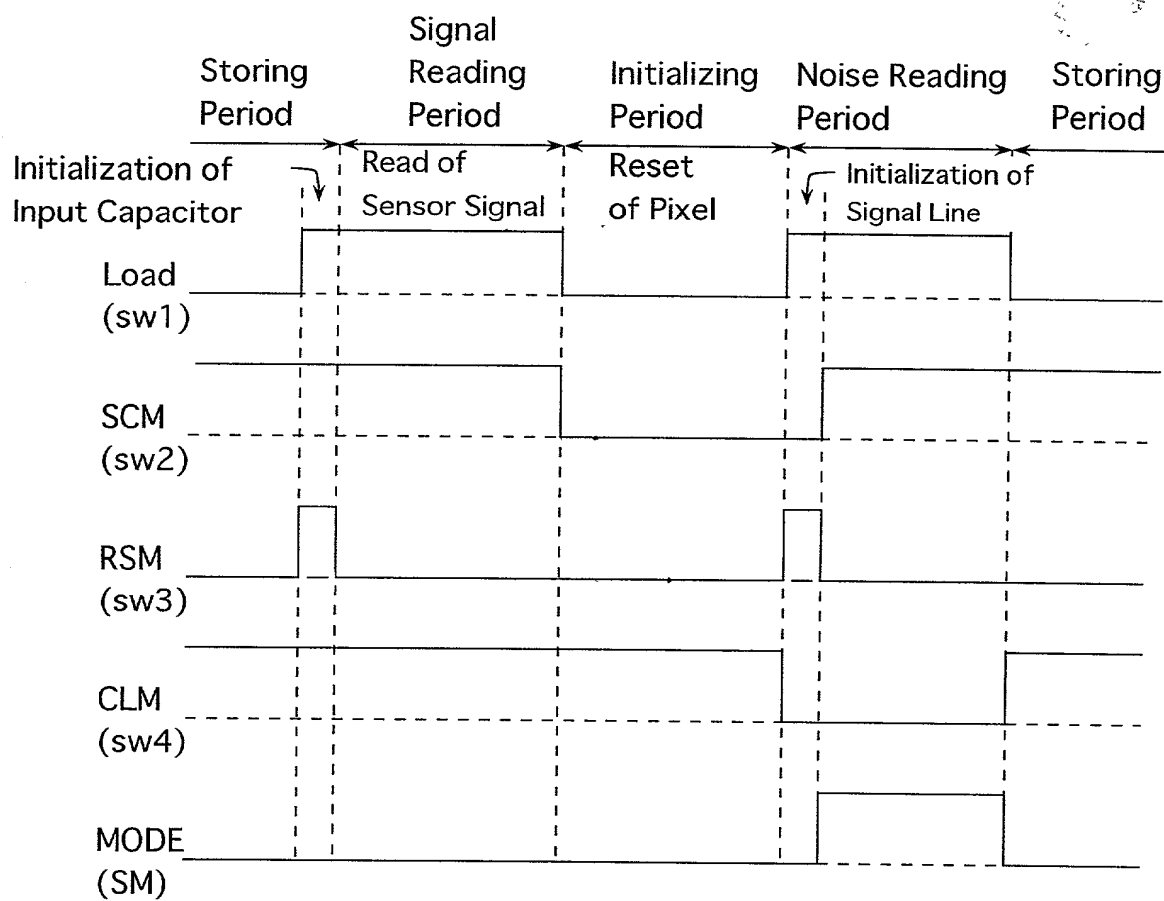 Storing
Period
Signal
Reading
Period
Initializing
Period
Noise Reading
Period
Storing
Period
Initialization of
Input Capacitor
Read of
Sensor Signal
Reset
of Pixel
Initialization of
Signal Line
Load
(sw1)
SCM
(sw2)
RSM
(sw3)
CLM
(sw4)
MODE
(SM)